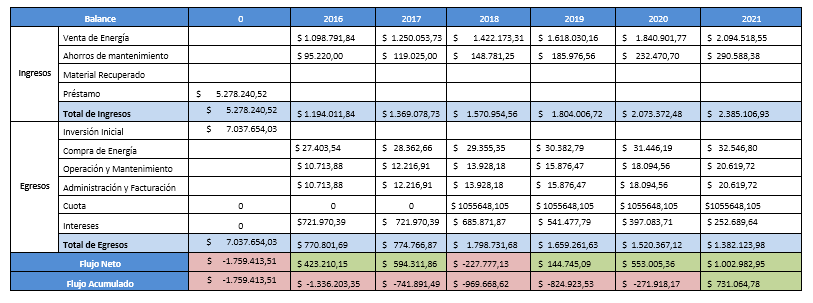 Balance 0 2016 2017 2018 2019 2020 2021
Ingresos
Venta de Energía $ 1.098.791,84 $ 1.250.053,73 $ 1.422.173,31 $ 1.618.030,16 $ 1.840.901,77 $ 2.094.518,55
Ahorros de mantenimiento $ 95.220,00 $ 119.025,00 $ 148.781,25 $ 185.976,56 $ 232.470,70 $ 290.588,38
Material Recuperado
Préstamo $ 5.278.240,52
Total de Ingresos $ 5.278.240,52 $ 1.194.011,84 $ 1.369.078,73 $ 1.570.954,56 $ 1.804.006,72 $ 2.073.372,48 $ 2.385.106,93
Egresos
Inversión Inicial $ 7.037.654,03
Compra de Energía $ 27.403,54 $ 28.362,66 $ 29.355,35 $ 30.382,79 $ 31.446,19 $ 32.546,80
Operación y Mantenimiento $ 10.713,88 $ 12.216,91 $ 13.928,18 $ 15.876,47 $ 18.094,56 $ 20.619,72
Administración y Facturación $ 10.713,88 $ 12.216,91 $ 13.928,18 $ 15.876,47 $ 18.094,56 $ 20.619,72
Cuota 0 0 0 $ 1055648,105 $ 1055648,105 $ 1055648,105 $1055648,105
Intereses 0 $721.970,39 $ 721.970,39 $ 685.871,87 $ 541.477,79 $ 397.083,71 $ 252.689,64
Total de Egresos $ 7.037.654,03 $ 770.801,69 $ 774.766,87 $ 1.798.731,68 $ 1.659.261,63 $ 1.520.367,12 $ 1.382.123,98
Flujo Neto $ -1.759.413,51 $ 423.210,15 $ 594.311,86 $ -227.777,13 $ 144.745,09 $ 553.005,36 $ 1.002.982,95
Flujo Acumulado $ -1.759.413,51 $ -1.336.203,35 $ -741.891,49 $ -969.668,62 $ -824.923,53 $ -271.918,17 $ 731.064,78